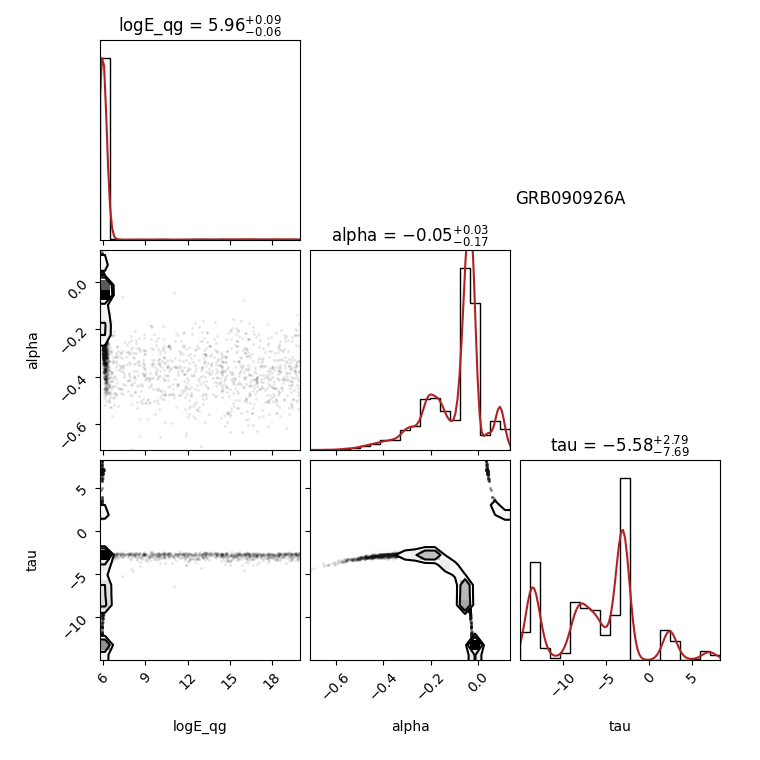 logE_qg = 5.96^{+0.09}_{−0.06}
GRB090926A
alpha = −0.05^{+0.03}_{−0.17}
0.0
−0.2
−0.4
−0.6
alpha
tau = −5.58^{+2.79}_{−7.69}
5
0
−5
−10
tau
6 9 12 15 18
−0.6 −0.4 −0.2 0.0
−10 −5 0 5
logE_qg alpha tau